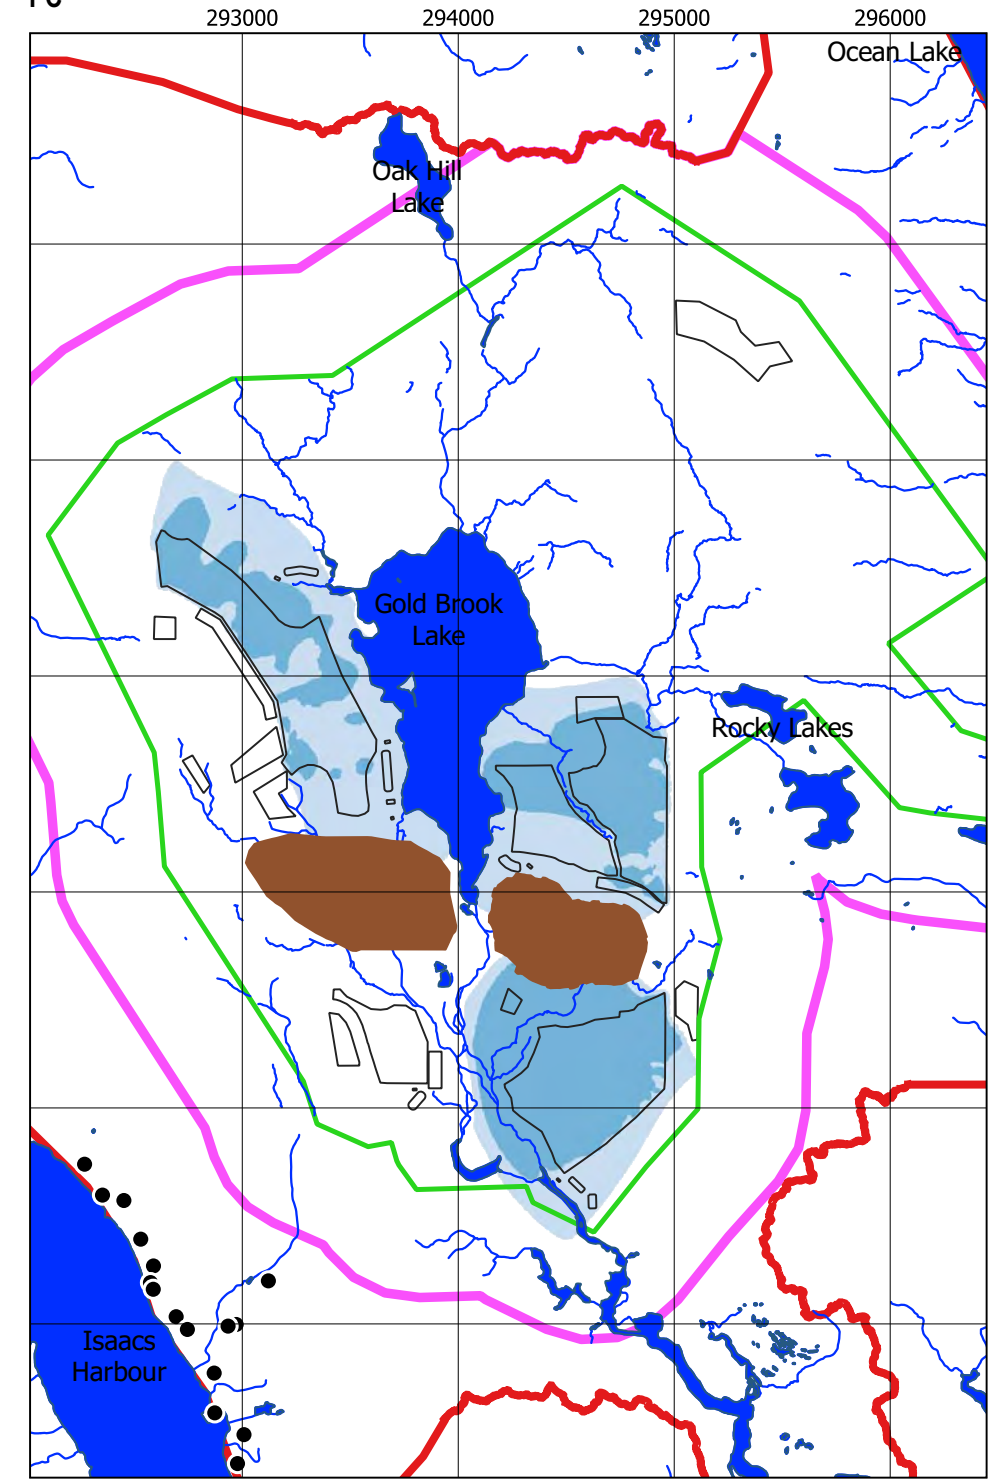 293000 294000 295000 296000
Ocean Lake
Oak Hill
Lake
Gold Brook
Lake
Rocky Lakes
Isaacs
Harbour